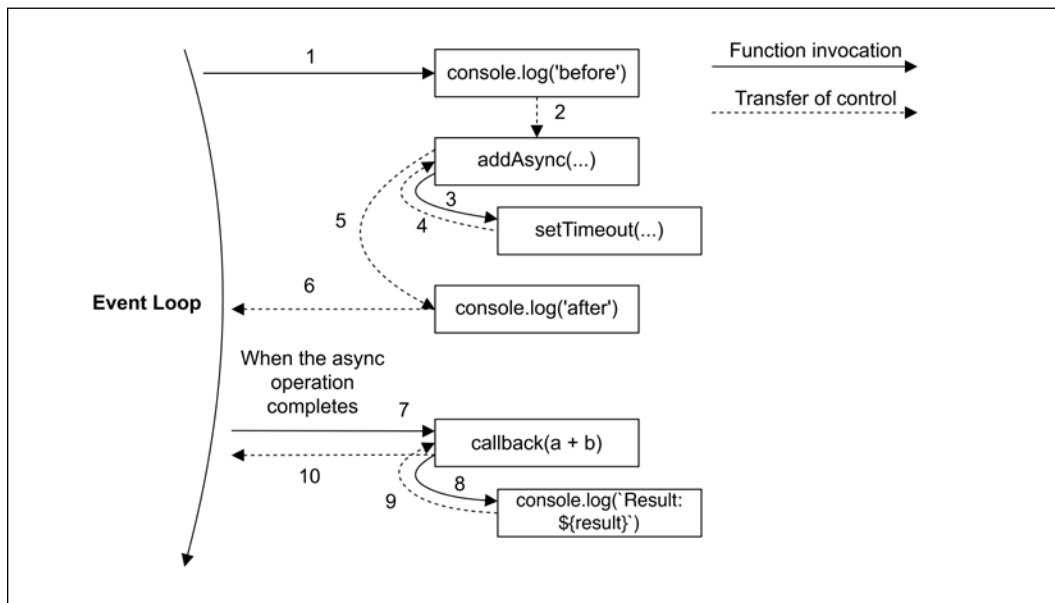 1
console.log('before')
Function invocation
2
Transfer of control
addAsync(...)
3
4
setTimeout(...)
5
6
console.log('after')
Event Loop
When the async
operation
completes
7
callback(a + b)
10
8
9
console.log(`Result:
${result}`)